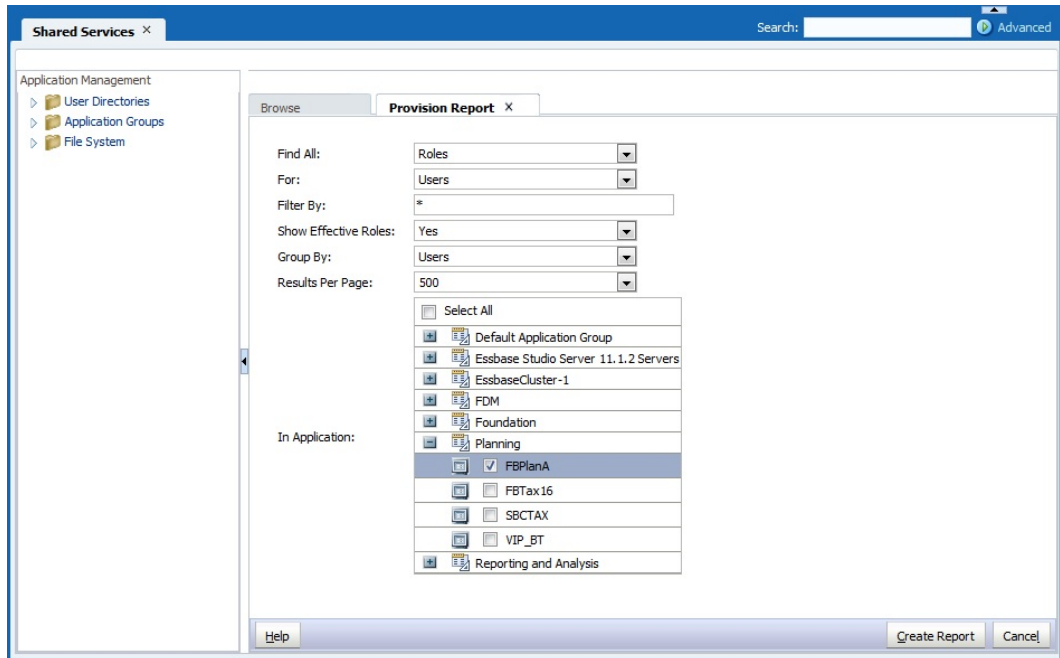 Shared Services ×
Search:
Advanced
Application Management
User Directories
Application Groups
File System
Browse
Provision Report X
Find All: Roles
For: Users
Filter By: *
Show Effective Roles: Yes
Group By: Users
Results Per Page: 500
Select All
Default Application Group
Essbase Studio Server 11.1.2 Servers
EssbaseCluster-1
FDM
Foundation
In Application:
Planning
FBPlanA
FBTax16
SBCTAX
VIP_BT
Reporting and Analysis
Help
Create Report
Cancel